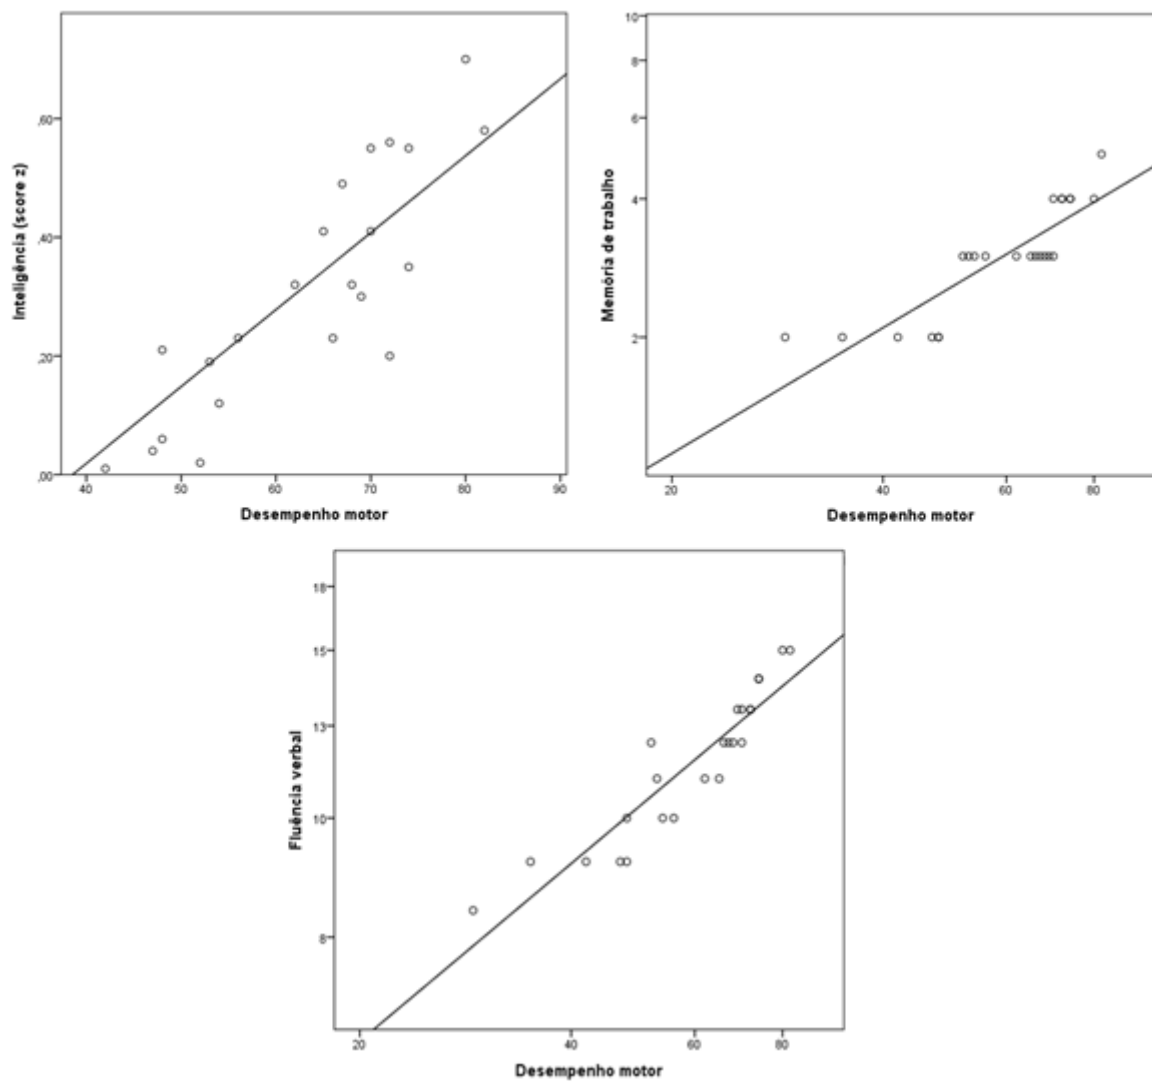 Inteligência (score z)
,60
,40
,20
,00
40 50 60 70 80 90
Desempenho motor
Memória de trabalho
10
8
6
4
2
20 40 60 80
Desempenho motor
Fluência verbal
18
15
13
10
8
20 40 60 80
Desempenho motor